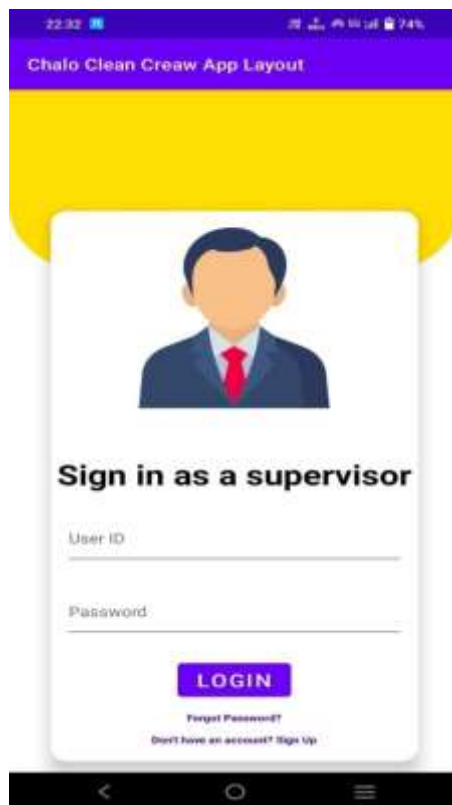 22:32 74%
Chalo Clean Creaw App Layout
Sign in as a supervisor
User ID
Password
LOGIN
Forgot Password?
Don't have an account? Sign Up